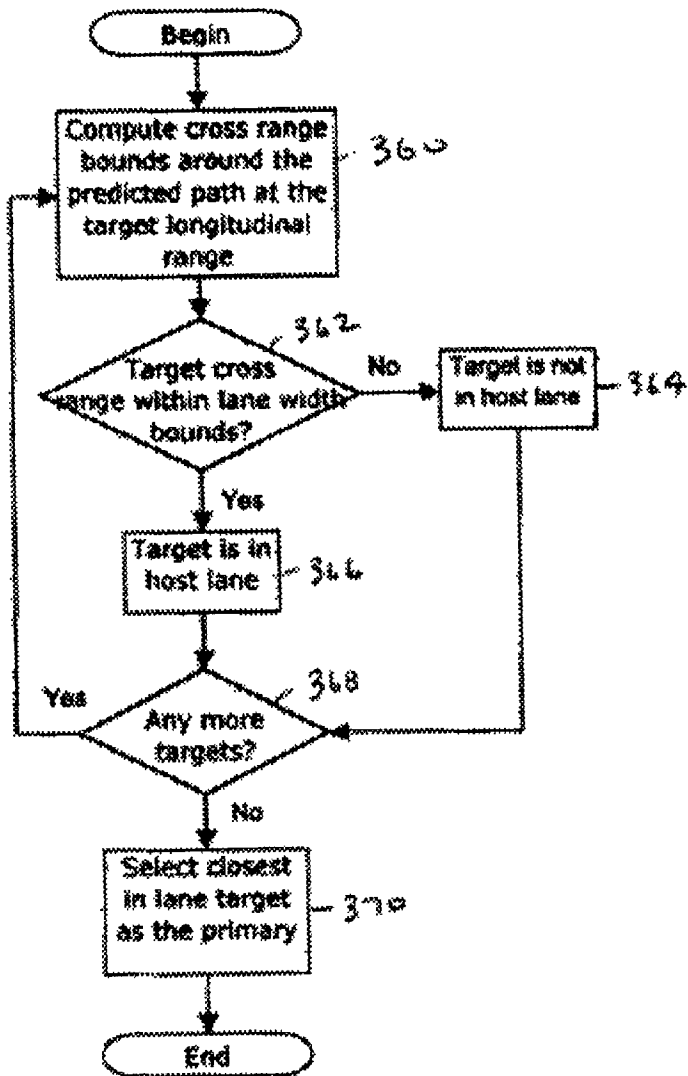 Begin
Compute cross range
bounds around the
predicted path at the
target longitudinal
range
360
362
Target cross
range within lane width
bounds?
No
Target is not
in host lane
364
Yes
Target is in
host lane
366
368
Yes
Any more
targets?
No
Select closest
in lane target
as the primary
370
End